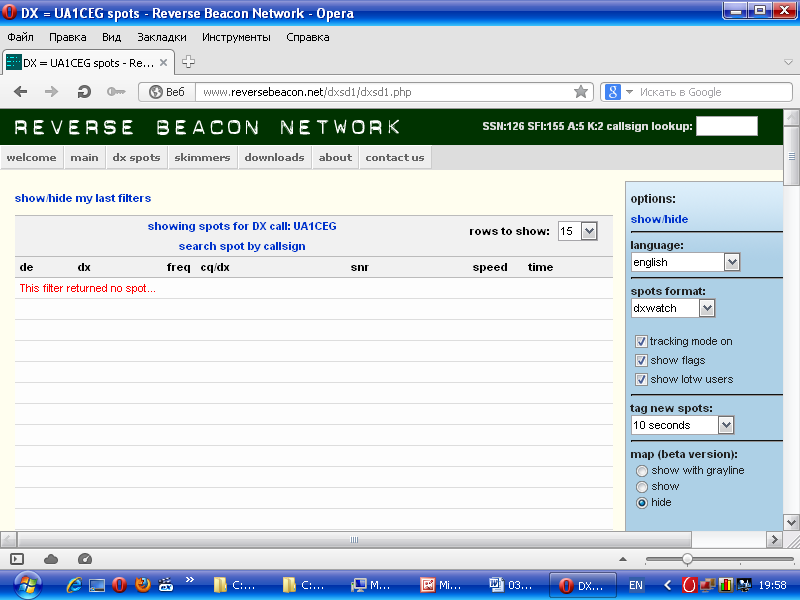 DX = UA1CEG spots - Reverse Beacon Network - Opera
Файл Правка Вид Закладки Инструменты Справка
DX = UA1CEG spots - Re...
Веб www.reversebeacon.net/dxsd1/dxsd1.php Искать в Google
REVERSE BEACON NETWORK SSN:126 SFI:155 A:5 K:2 callsign lookup:
welcome main dx spots skimmers downloads about contact us
show/hide my last filters
showing spots for DX call: UA1CEG
search spot by callsign
rows to show: 15
de dx freq cq/dx snr speed time
This filter returned no spot...
options:
show/hide
language:
english
spots format:
dxwatch
tracking mode on
show flags
show lotw users
tag new spots:
10 seconds
map (beta version):
show with grayline
show
hide
C:... C:... M... Mi... 03... DX... EN 19:58